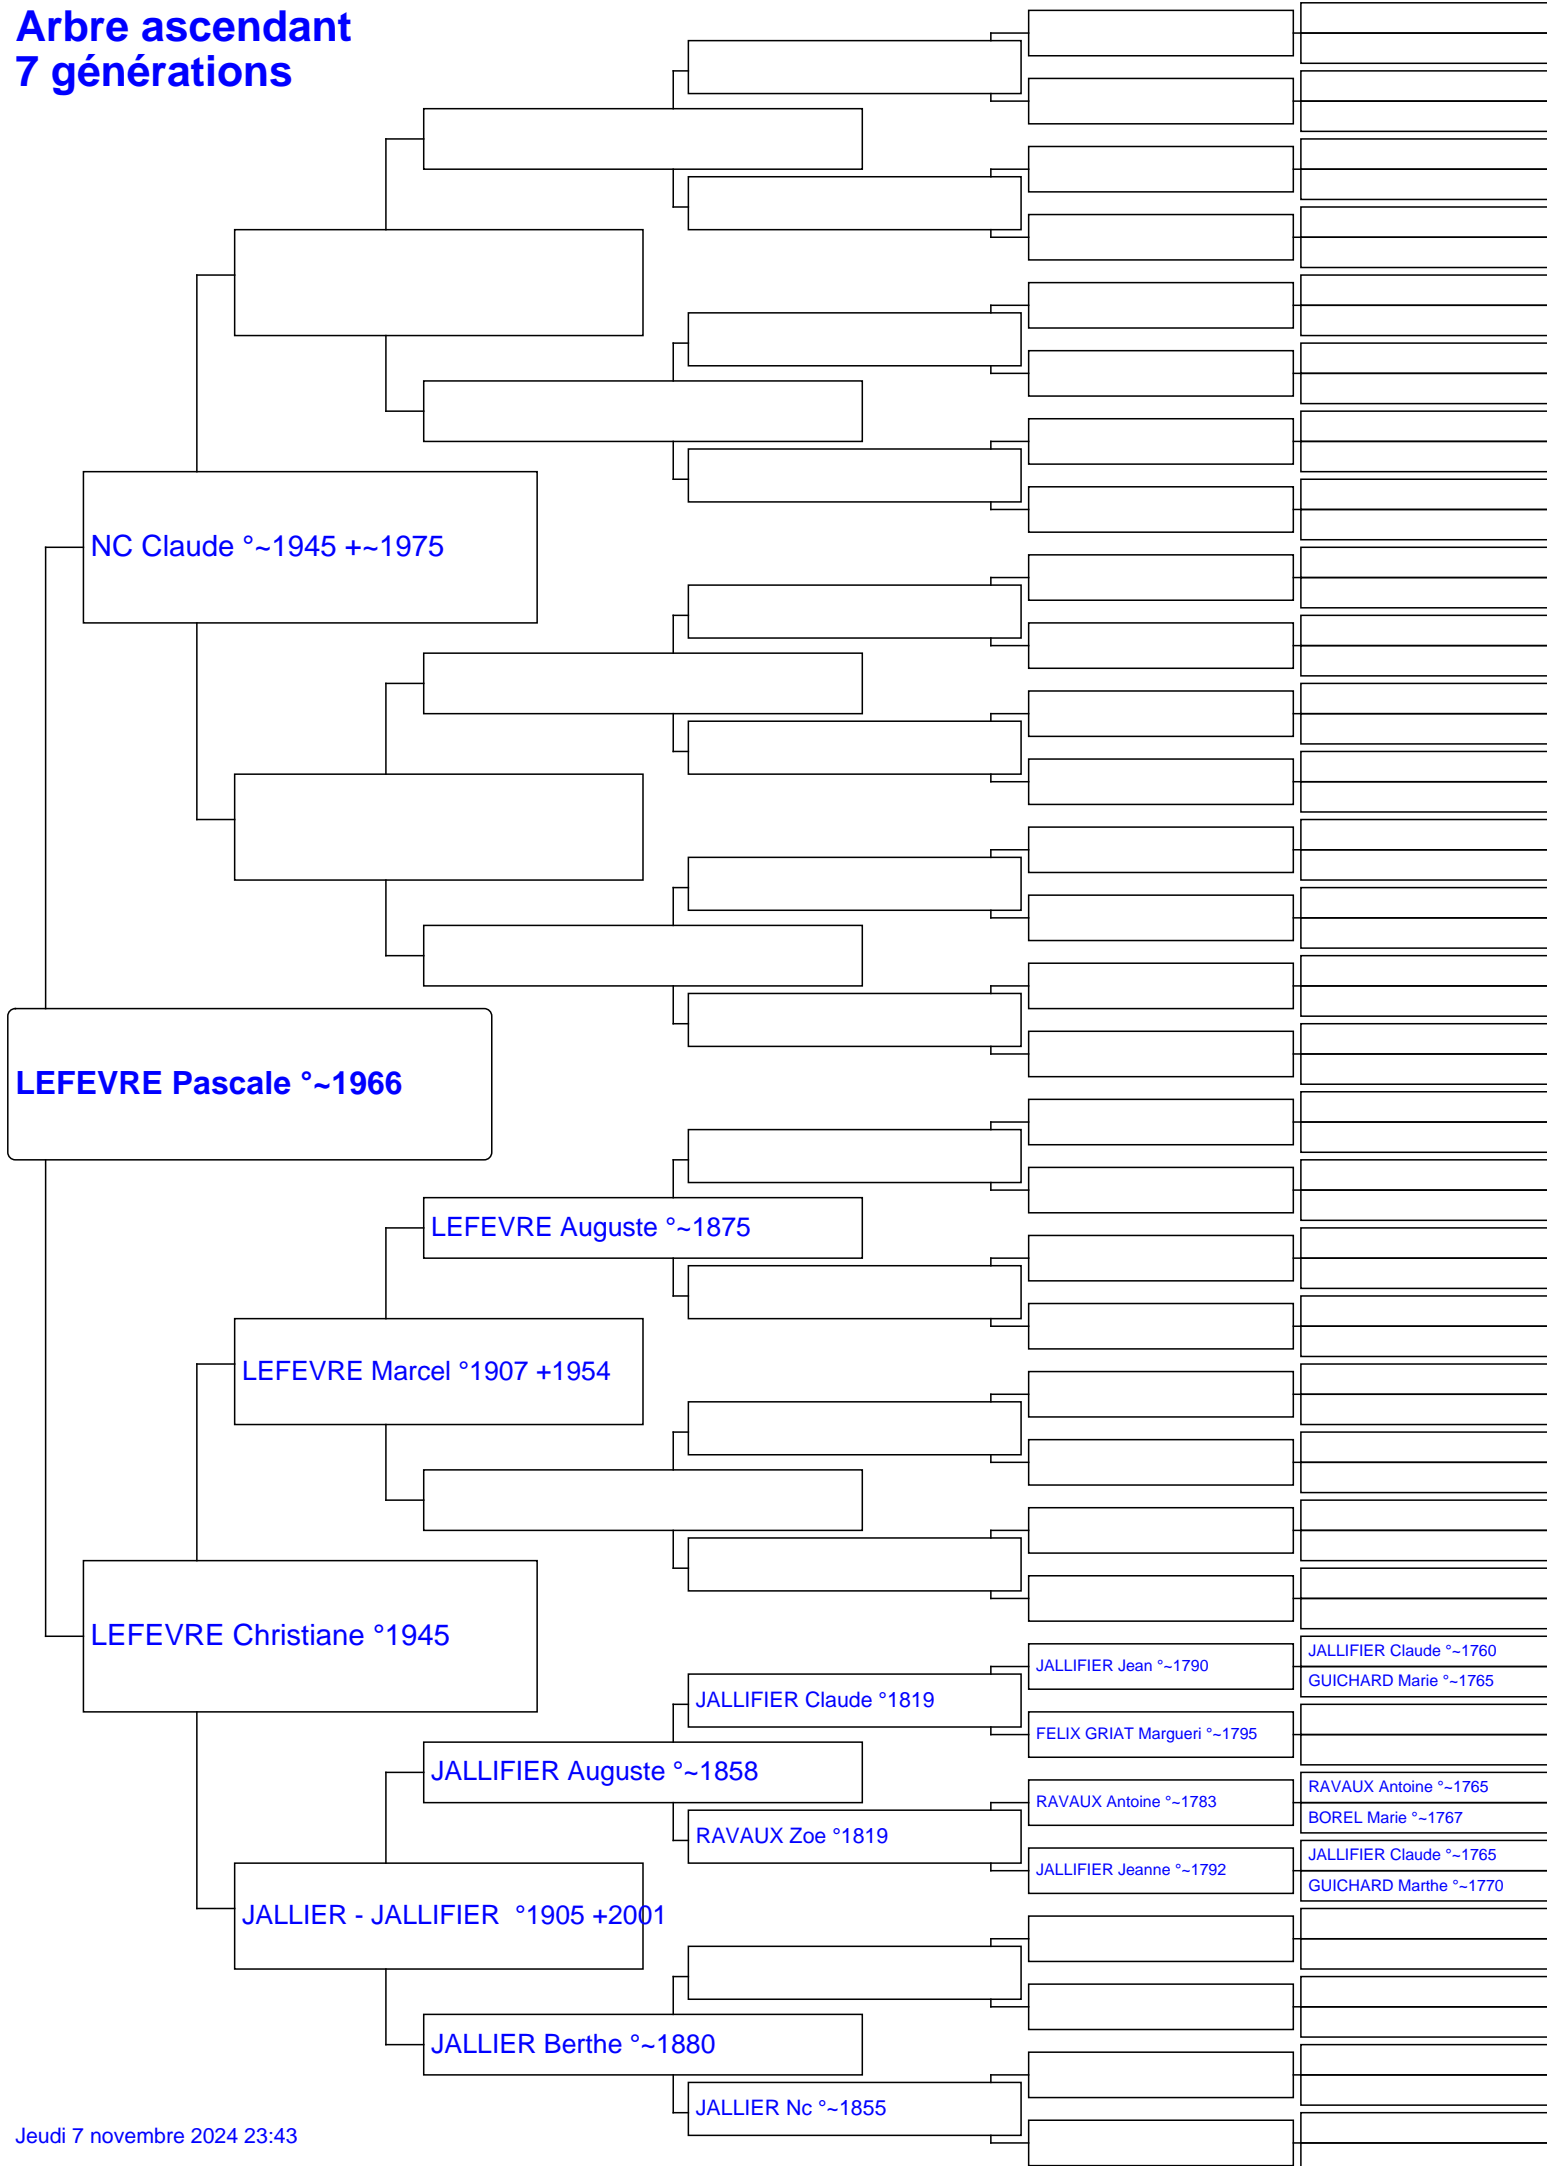 Arbre ascendant
7 générations
NC Claude °~1945 +~1975
LEFEVRE Pascale °~1966
LEFEVRE Auguste °~1875
LEFEVRE Marcel °1907 +1954
LEFEVRE Christiane °1945
JALLIFIER Jean °~1790
JALLIFIER Claude °~1760
GUICHARD Marie °~1765
JALLIFIER Claude °1819
FELIX GRIAT Margueri °~1795
JALLIFIER Auguste °~1858
RAVAUX Antoine °~1783
RAVAUX Antoine °~1765
BOREL Marie °~1767
RAVAUX Zoe °1819
JALLIFIER Jeanne °~1792
JALLIFIER Claude °~1765
GUICHARD Marthe °~1770
JALLIER - JALLIFIER  °1905 +2001
JALLIER Berthe °~1880
JALLIER Nc °~1855
Jeudi 7 novembre 2024 23:43